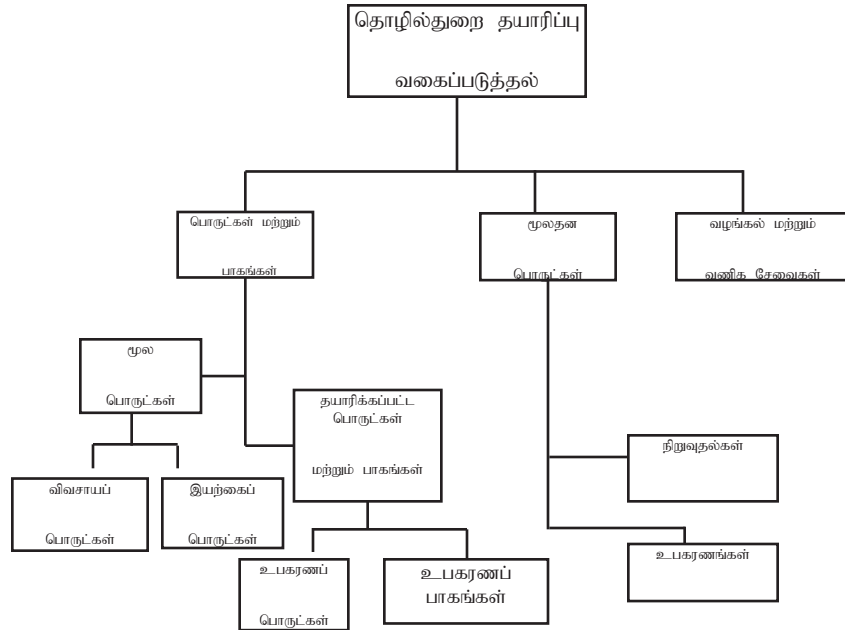 தொழில்துறை தயாரிப்பு
வகைப்படுத்தல்
பொருட்கள் மற்றும்
பாகங்கள்
மூலதன
பொருட்கள்
வழங்கல் மற்றும்
வணிக சேவைகள்
மூல
பொருட்கள்
தயாரிக்கப்பட்ட
பொருட்கள்
மற்றும் பாகங்கள்
நிறுவுதல்கள்
விவசாயப்
பொருட்கள்
இயற்கைப்
பொருட்கள்
உபகரணப்
பொருட்கள்
உபகரணப்
பாகங்கள்
உபகரணங்கள்